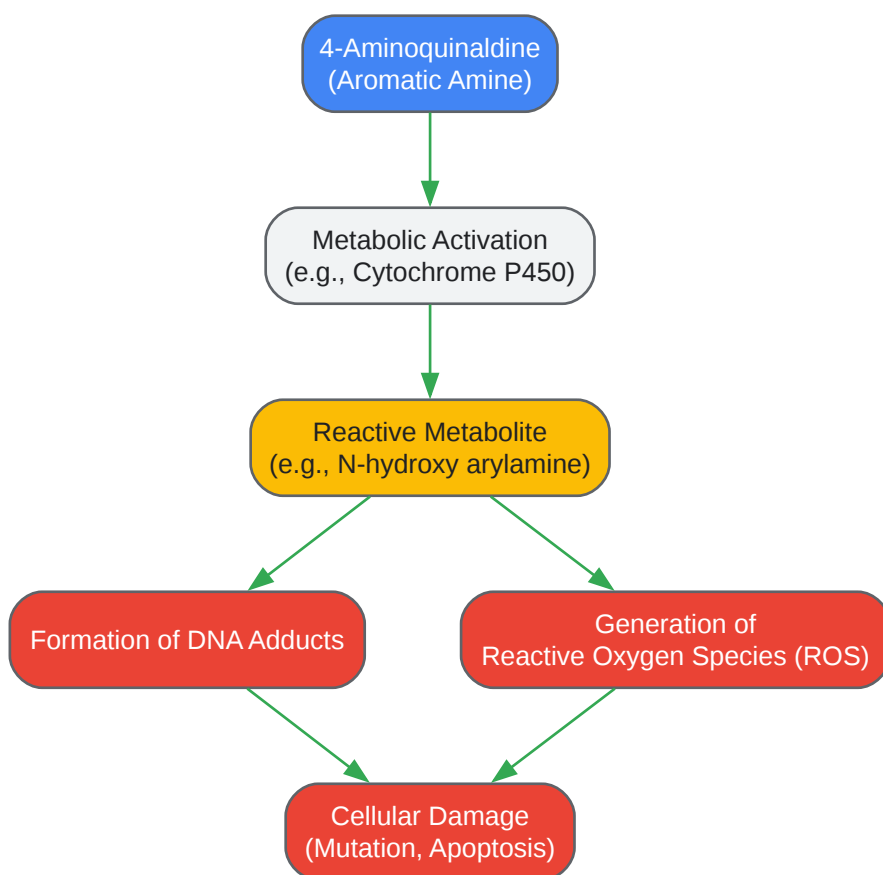 4-Aminoquinaldine
(Aromatic Amine)
Metabolic Activation
(e.g., Cytochrome P450)
Reactive Metabolite
(e.g., N-hydroxy arylamine)
Formation of DNA Adducts
Generation of
Reactive Oxygen Species (ROS)
Cellular Damage
(Mutation, Apoptosis)